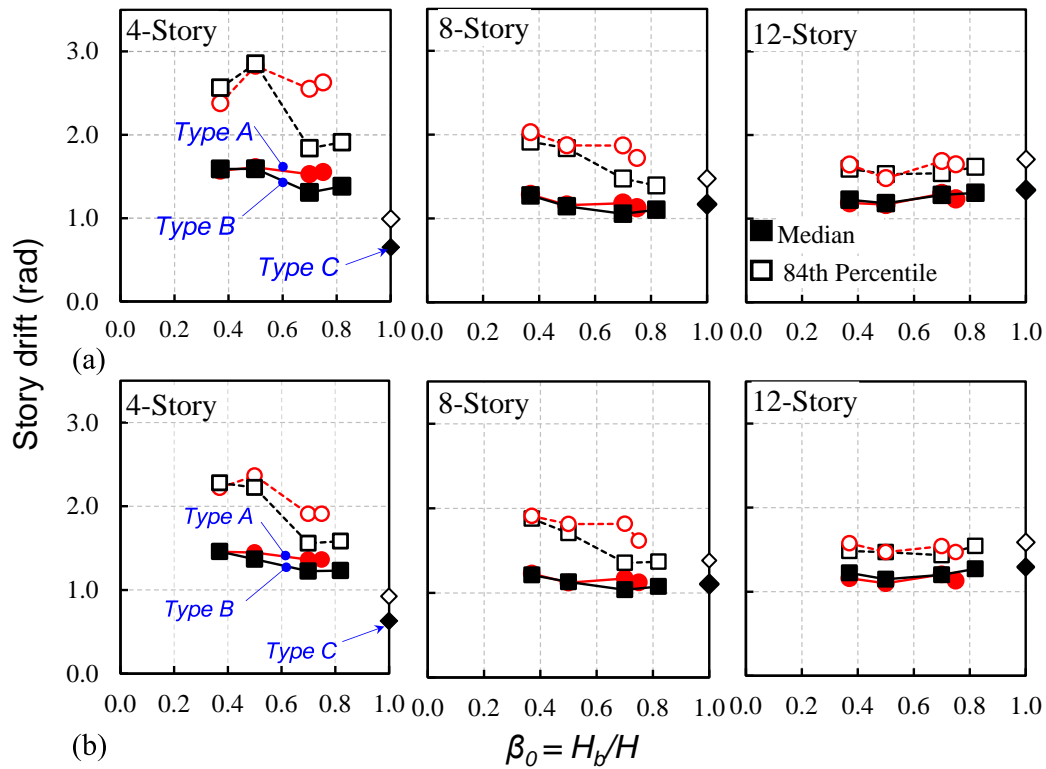 4-Story
8-Story
12-Story
3.0
2.0
1.0
0.0
Type A
Type B
Type C
Median
84th Percentile
0.0 0.2 0.4 0.6 0.8 1.0
0.0 0.2 0.4 0.6 0.8 1.0
0.0 0.2 0.4 0.6 0.8 1.0
(a)
Story drift (rad)
4-Story
8-Story
12-Story
3.0
2.0
1.0
0.0
Type A
Type B
Type C
0.0 0.2 0.4 0.6 0.8 1.0
0.0 0.2 0.4 0.6 0.8 1.0
0.0 0.2 0.4 0.6 0.8 1.0
(b)
β0 = Hb/H